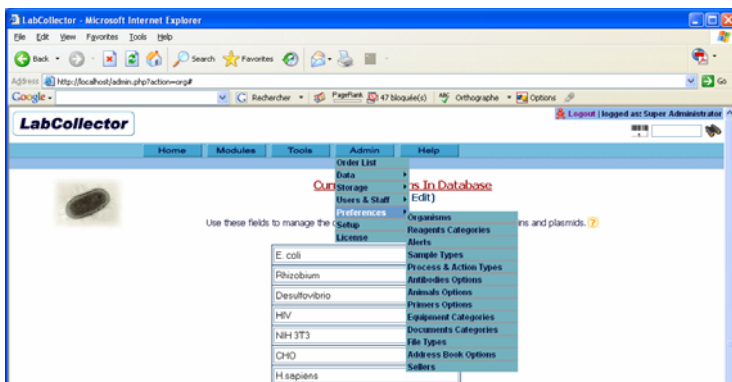 LabCollector - Microsoft Internet Explorer
File Edit View Favorites Tools Help
Back Search Favorites
Address http://localhost/admin.php?action=org# Go
Google Rechercher PageRank 47 bloquée(s) ABC Orthographe Options
Logout | logged as: Super Administrator
LabCollector
Home Modules Tools Admin Help
Order List
Data
Storage
Users & Staff
Preferences
Setup
License
Cur ns In Database
Edit)
Use these fields to manage the ins and plasmids. ?
Organisms
Reagents Categories
Alerts
Sample Types
Process & Action Types
Antibodies Options
Animals Options
Primers Options
Equipment Categories
Documents Categories
File Types
Address Book Options
Sellers
E. coli
Rhizobium
Desulfovibrio
HIV
NIH 3T3
CHO
H.sapiens